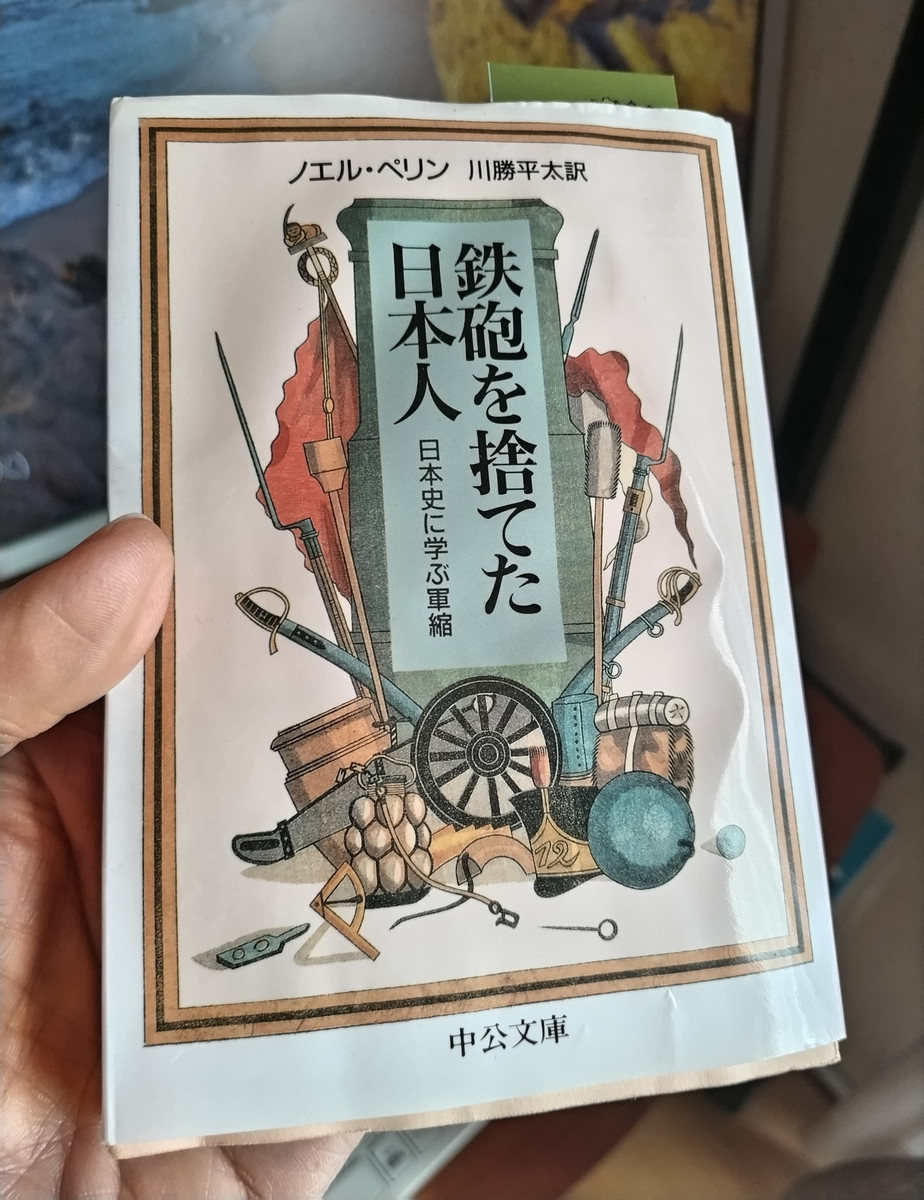 ノエル・ペリン 川勝平太訳
鉄砲を捨てた
日本人
日本史に学ぶ軍縮
12
中公文庫